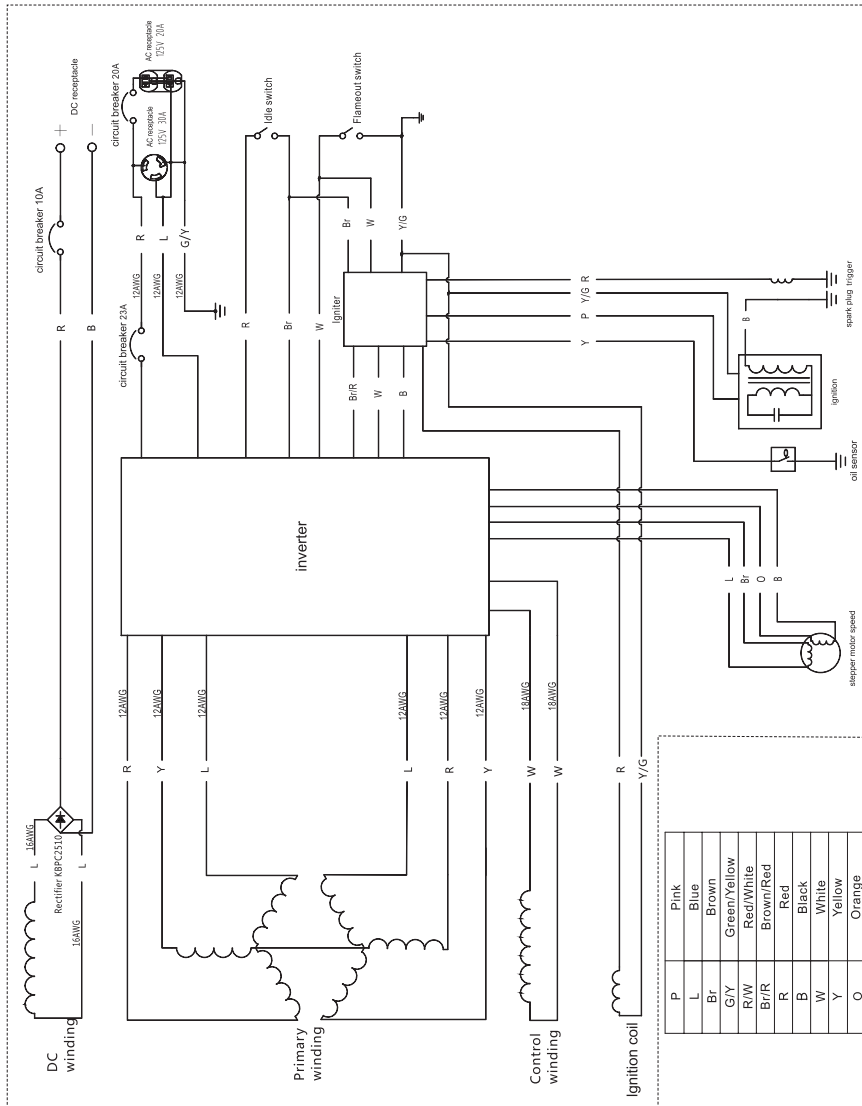 DC receptacle
+
−
circuit breaker 10A
R
B
Rectifier KBPC2510
16AWG
L
L
16AWG
DC
winding
AC receptacle
125V 20A
circuit breaker 20A
AC receptacle
125V 30A
R
L
G/Y
12AWG
12AWG
12AWG
circuit breaker 23A
Idle switch
Flameout switch
R
Br
W
Br
W
Y/G
Igniter
Br/R
W
B
R
Y/G
P
Y
B
spark plug trigger
ignition
oil sensor
inverter
12AWG
12AWG
12AWG
12AWG
12AWG
12AWG
18AWG
18AWG
R
Y
L
L
R
Y
W
W
Primary
winding
Control
winding
L
Br
O
B
stepper motor speed
R
Y/G
Ignition coil
P Pink
L Blue
Br Brown
G/Y Green/Yellow
R/W Red/White
Br/R Brown/Red
R Red
B Black
W White
Y Yellow
O Orange